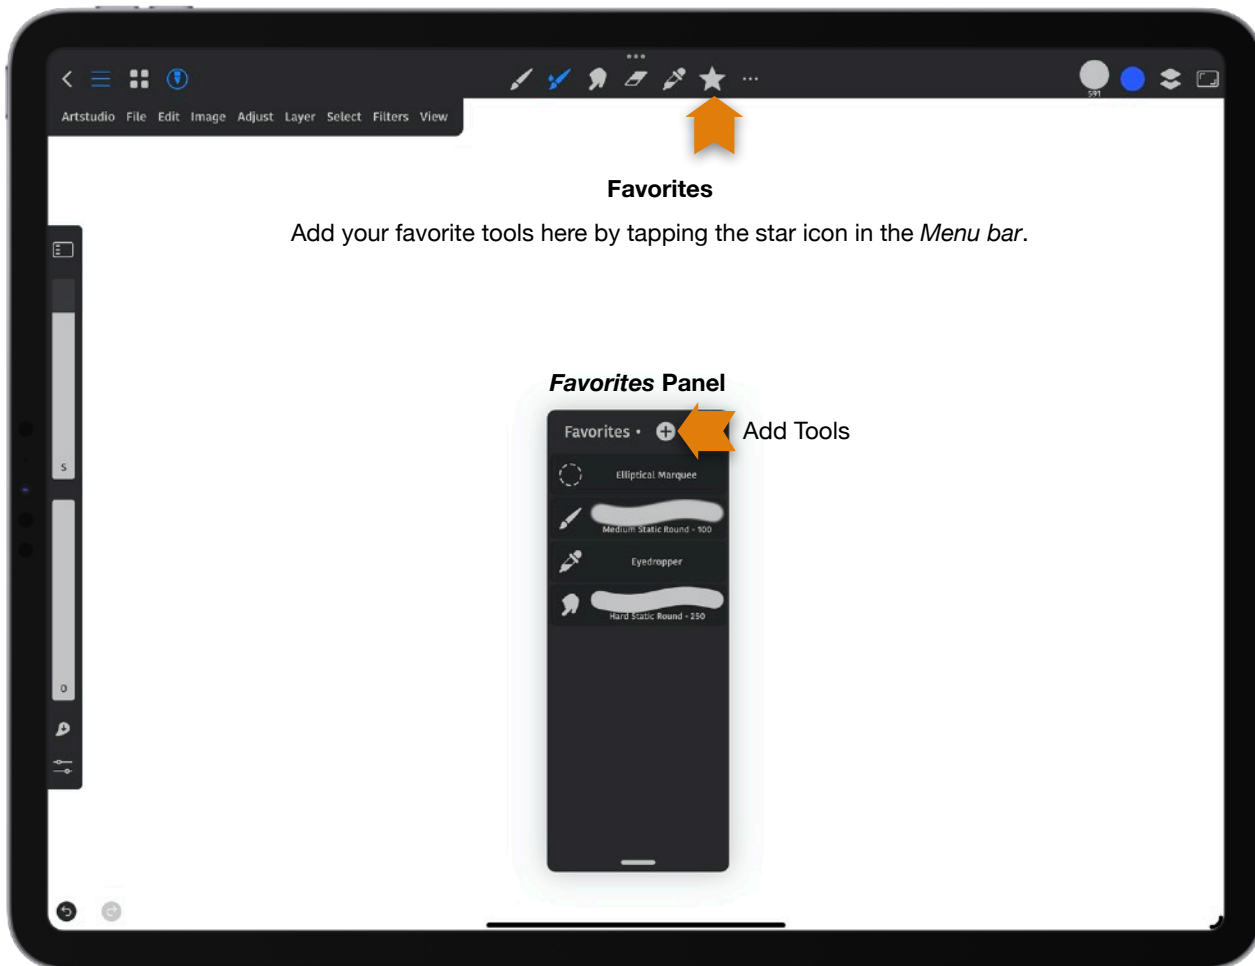 591
Artstudio File Edit Image Adjust Layer Select Filters View
Favorites
Add your favorite tools here by tapping the star icon in the Menu bar.
Favorites Panel
Favorites •
Add Tools
Elliptical Marquee
Medium Static Round - 100
Eyedropper
Hard Static Round - 250
S
O